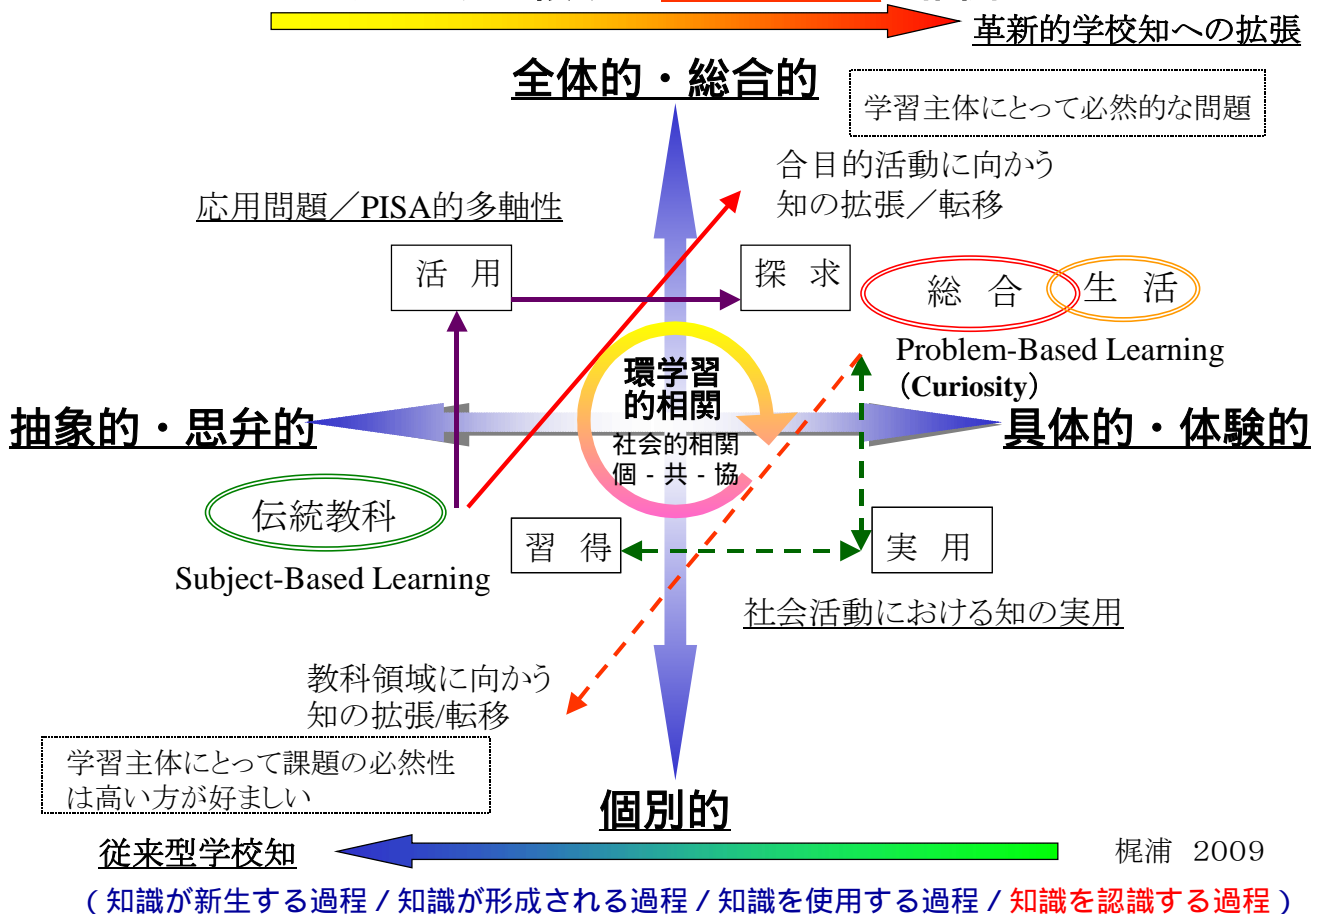 革新的学校知への拡張
全体的・総合的
学習主体にとって必然的な問題
合目的活動に向かう
知の拡張／転移
応用問題／PISA的多軸性
活 用
探 求
総 合
生 活
Problem-Based Learning
（Curiosity）
環学習
的相関
社会的相関
個 - 共 - 協
抽象的・思弁的
具体的・体験的
伝統教科
Subject-Based Learning
習 得
実 用
社会活動における知の実用
教科領域に向かう
知の拡張/転移
学習主体にとって課題の必然性
は高い方が好ましい
個別的
従来型学校知
梶浦 2009
( 知識が新生する過程 / 知識が形成される過程 / 知識を使用する過程 / 知識を認識する過程 )